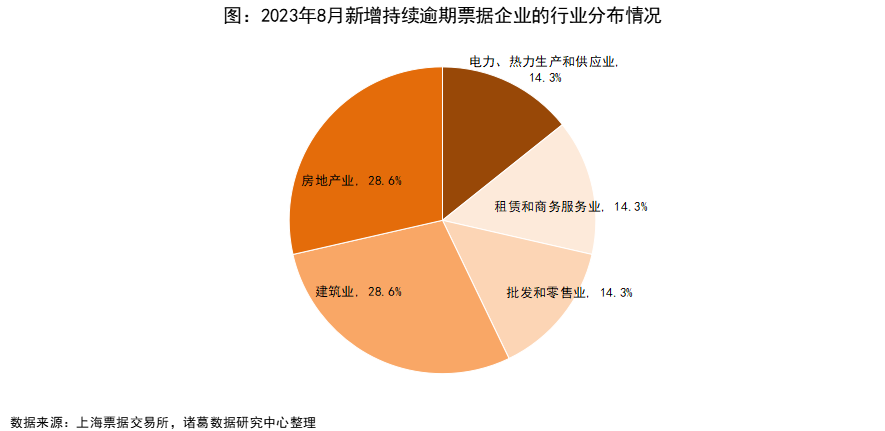 图：2023年8月新增持续逾期票据企业的行业分布情况
电力、热力生产和供应业,
14.3%
房地产业, 28.6%
租赁和商务服务业, 14.3%
建筑业, 28.6%
批发和零售业, 14.3%
数据来源：上海票据交易所，诸葛数据研究中心整理